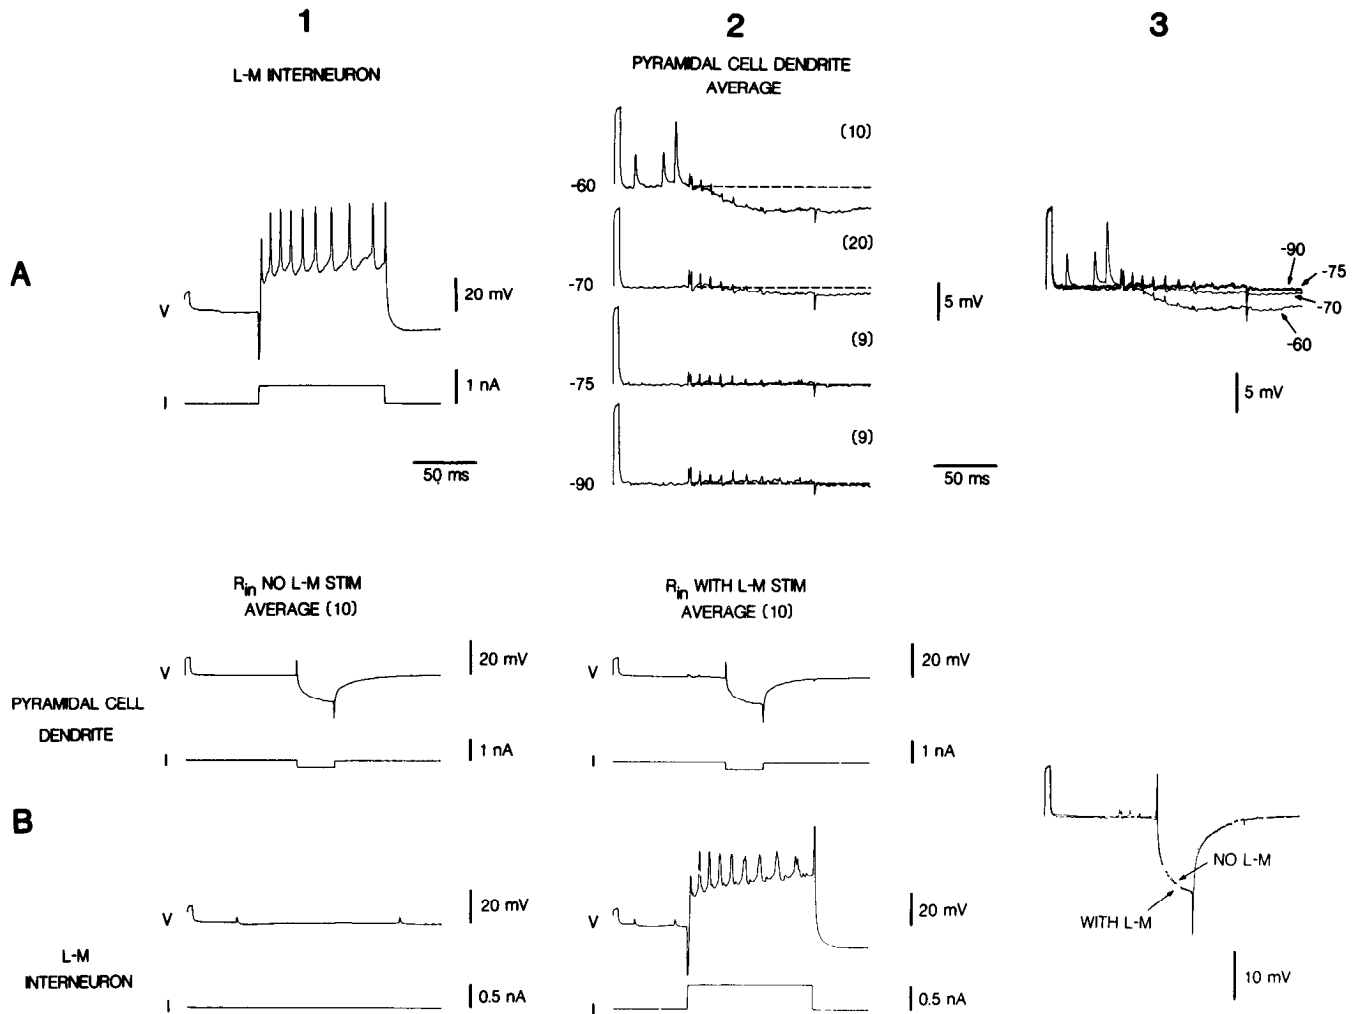 1
2
3
L-M INTERNEURON
PYRAMIDAL CELL DENDRITE
AVERAGE
A
V
20 mV
I
1 nA
50 ms
(10)
-60
(20)
-70
(9)
-75
(9)
-90
5 mV
50 ms
-90
-75
-70
-60
5 mV
B
Rin NO L-M STIM
AVERAGE (10)
Rin WITH L-M STIM
AVERAGE (10)
PYRAMIDAL CELL
DENDRITE
V
20 mV
I
1 nA
V
20 mV
I
1 nA
L-M
INTERNEURON
V
20 mV
I
0.5 nA
V
20 mV
I
0.5 nA
NO L-M
WITH L-M
10 mV